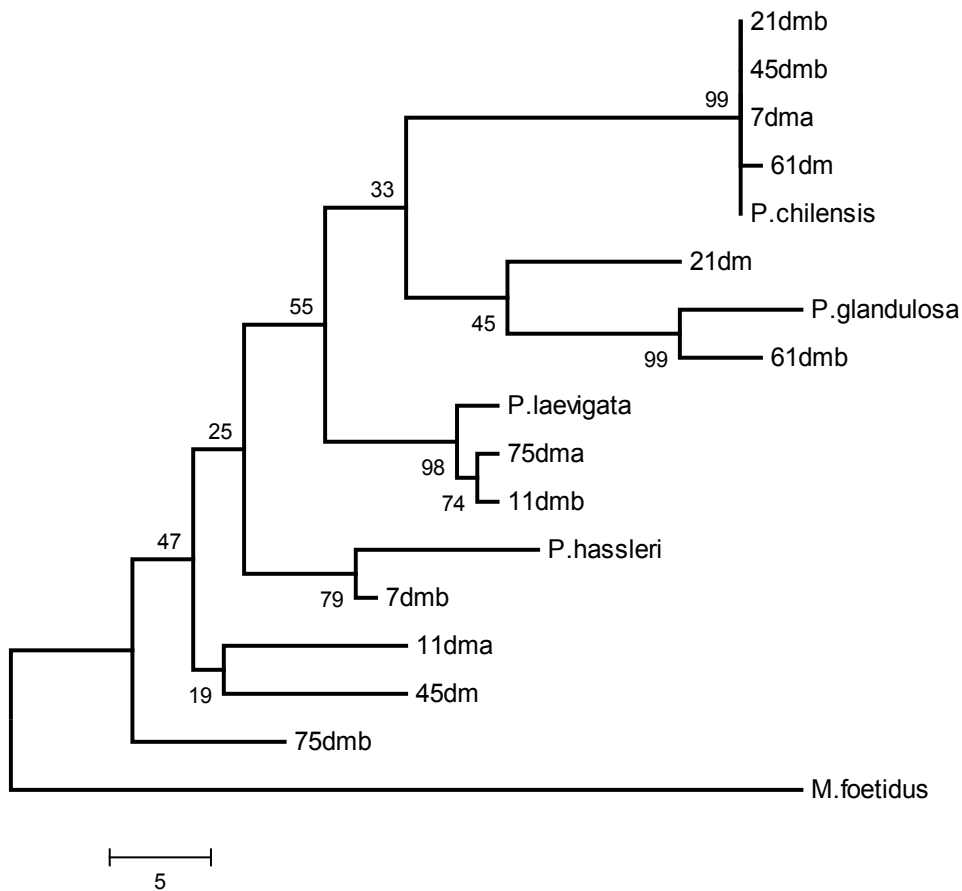 21dmb
45dmb
99
7dma
61dm
33
P.chilensis
21dm
55
P.glandulosa
45
61dmb
99
P.laevigata
25
75dma
98
11dmb
74
47
P.hassleri
7dmb
79
11dma
45dm
19
75dmb
M.foetidus
5